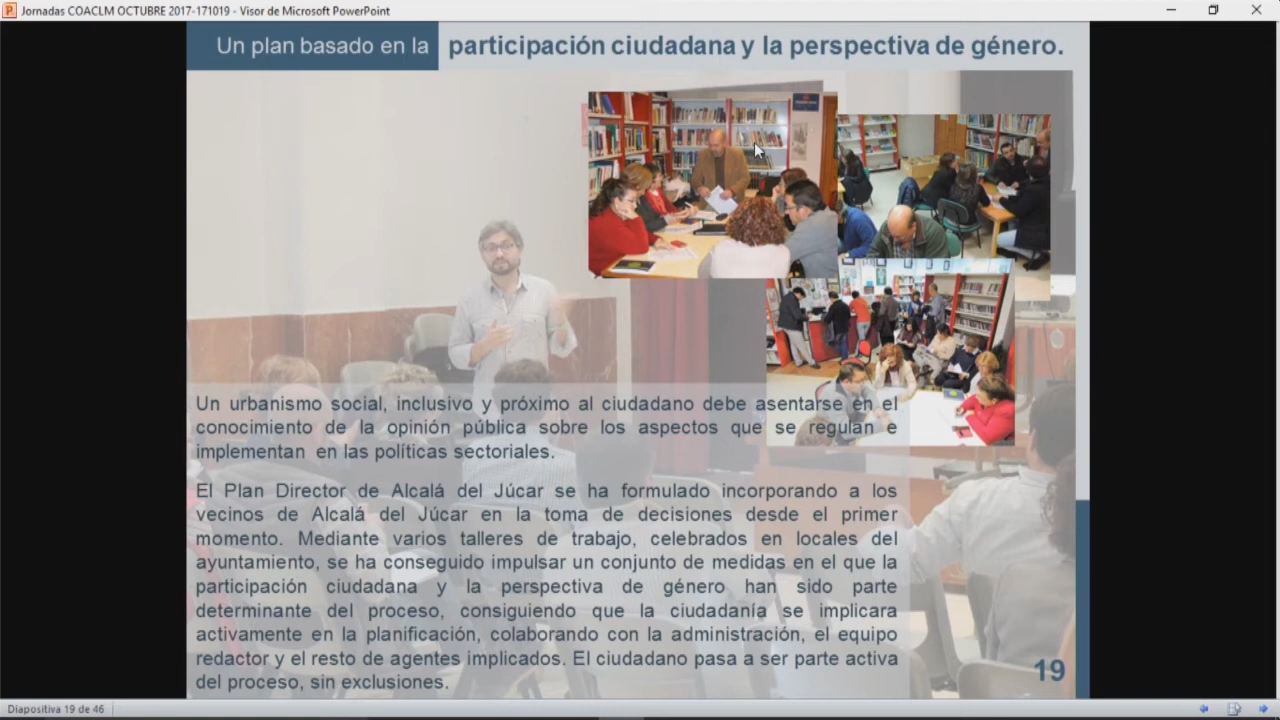 Jornadas COACLM OCTUBRE 2017-171019 - Visor de Microsoft PowerPoint
Un plan basado en la participación ciudadana y la perspectiva de género.
Un urbanismo social, inclusivo y próximo al ciudadano debe asentarse en el
conocimiento de la opinión pública sobre los aspectos que se regulan e
implementan en las políticas sectoriales.
El Plan Director de Alcalá del Júcar se ha formulado incorporando a los
vecinos de Alcalá del Júcar en la toma de decisiones desde el primer
momento. Mediante varios talleres de trabajo, celebrados en locales del
ayuntamiento, se ha conseguido impulsar un conjunto de medidas en el que la
participación ciudadana y la perspectiva de género han sido parte
determinante del proceso, consiguiendo que la ciudadanía se implicara
activamente en la planificación, colaborando con la administración, el equipo
redactor y el resto de agentes implicados. El ciudadano pasa a ser parte activa
del proceso, sin exclusiones.
19
Diapositiva 19 de 46